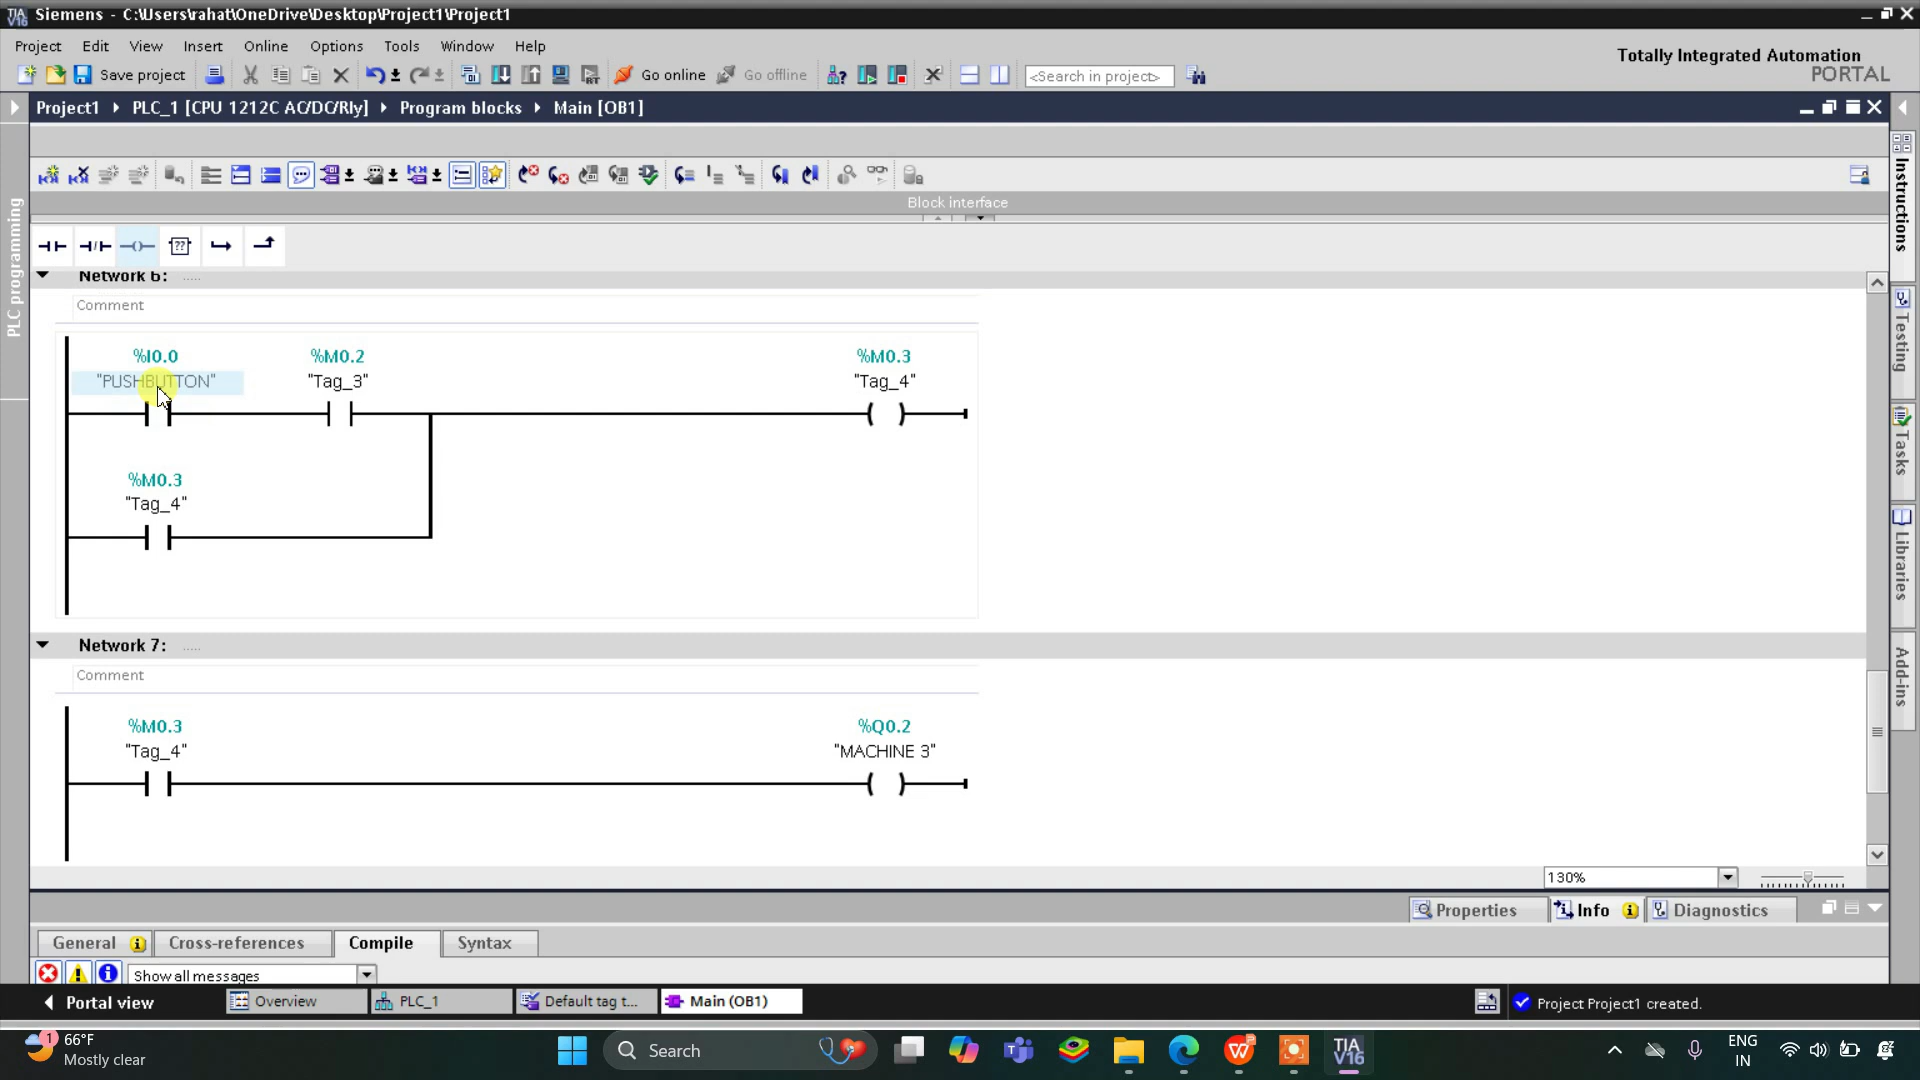 Siemens - C:\Users\rahat\OneDrive\Desktop\Project1\Project1
Project Edit View Insert Online Options Tools Window Help
Totally Integrated Automation
PORTAL
Save project
Go online
Go offline
<Search in project>
Project1 PLC_1 [CPU 1212C AC/DC/Rly] Program blocks Main [OB1]
Block interface
PLC programming
Instructions
Testing
Tasks
Libraries
Add-ins
Network 6: .....
Comment
%I0.0
"PUSHBUTTON"
%M0.2
"Tag_3"
%M0.3
"Tag_4"
%M0.3
"Tag_4"
Network 7: .....
Comment
%M0.3
"Tag_4"
%Q0.2
"MACHINE 3"
130%
Properties Info Diagnostics
General Cross-references Compile Syntax
Show all messages
Portal view Overview PLC_1 Default tag t... Main (OB1) Project Project1 created.
1
66°F
Mostly clear
Search
TIA
V16
ENG
IN